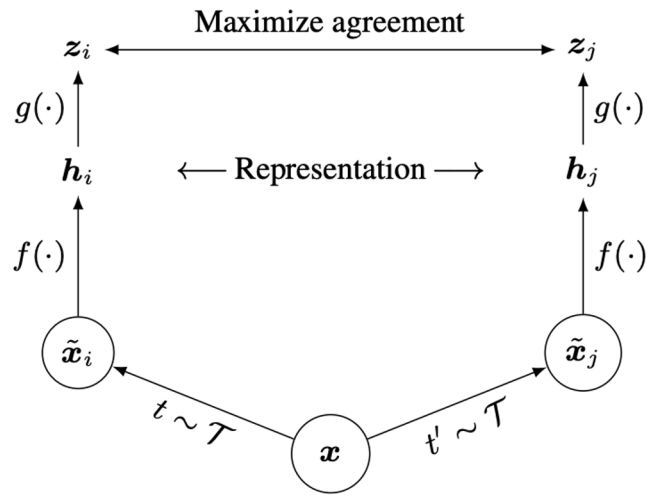 Maximize agreement
z_i z_j
g(·) g(·)
h_i ← Representation → h_j
f(·) f(·)
x̃_i x̃_j
t ~ 𝒯 t′ ~ 𝒯
x